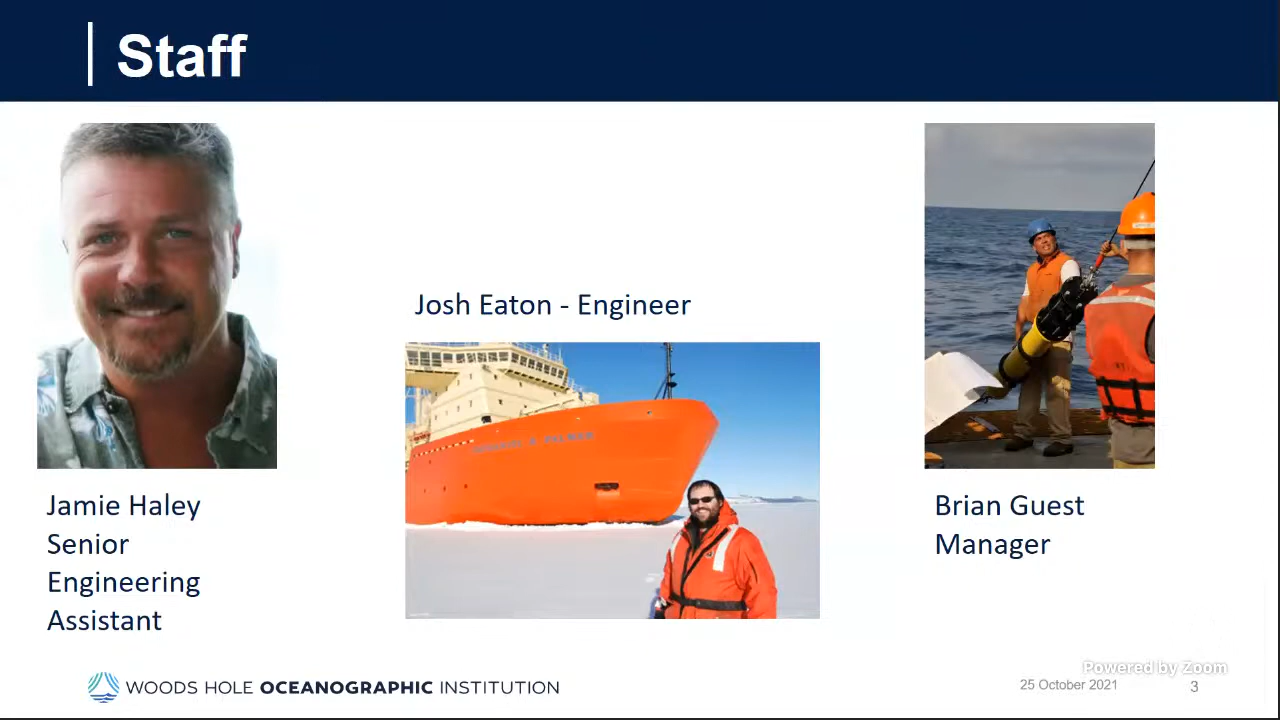 Staff
Josh Eaton - Engineer
Jamie Haley
Senior
Engineering
Assistant
Brian Guest
Manager
WOODS HOLE OCEANOGRAPHIC INSTITUTION
Powered by Zoom
25 October 2021
3